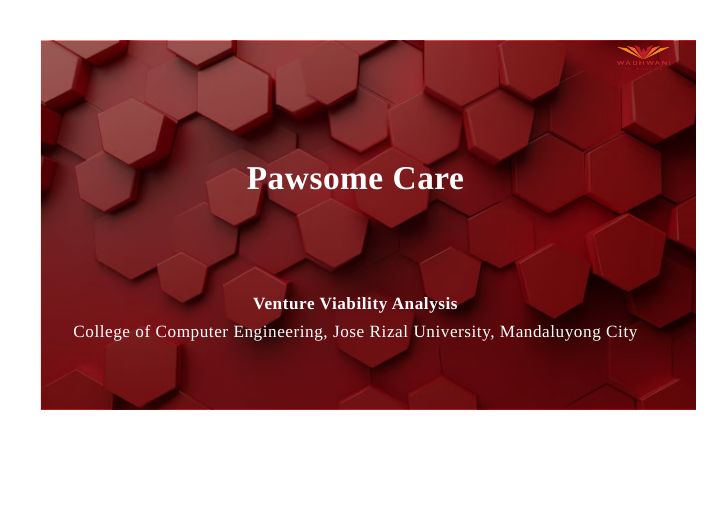 WADHWANI
Pawsome Care
Venture Viability Analysis
College of Computer Engineering, Jose Rizal University, Mandaluyong City